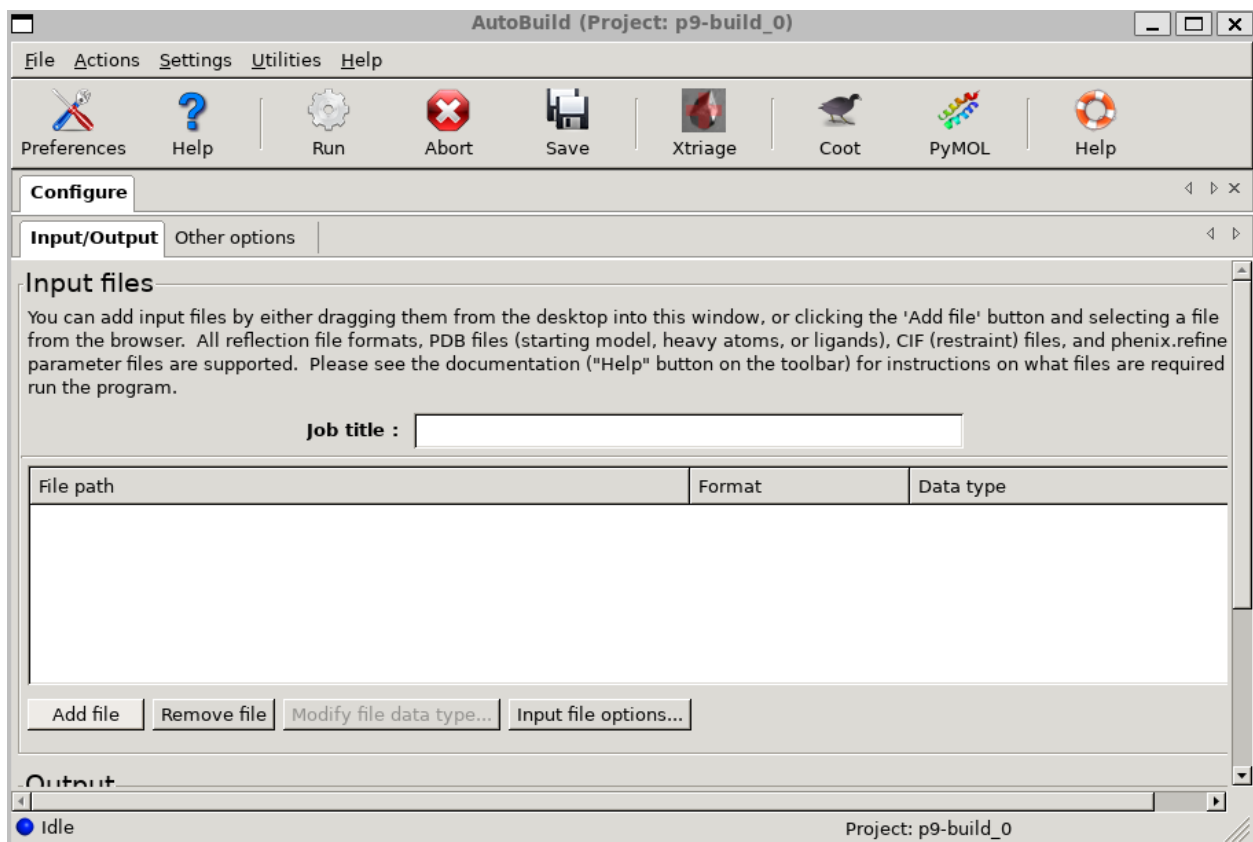 AutoBuild (Project: p9-build_0)
File Actions Settings Utilities Help
Preferences Help Run Abort Save Xtriage Coot PyMOL Help
Configure
Input/Output Other options
Input files
You can add input files by either dragging them from the desktop into this window, or clicking the 'Add file' button and selecting a file
from the browser. All reflection file formats, PDB files (starting model, heavy atoms, or ligands), CIF (restraint) files, and phenix.refine
parameter files are supported. Please see the documentation ("Help" button on the toolbar) for instructions on what files are required
run the program.
Job title :
File path Format Data type
Add file Remove file Modify file data type... Input file options...
Output
Idle Project: p9-build_0